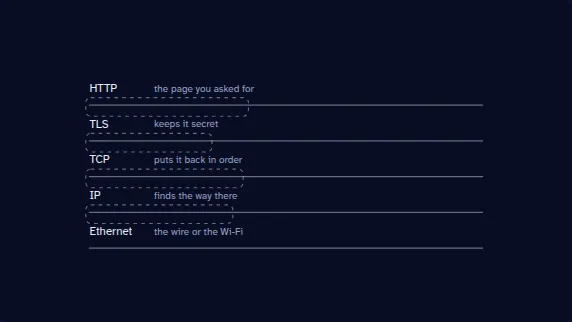 HTTP the page you asked for
TLS keeps it secret
TCP puts it back in order
IP finds the way there
Ethernet the wire or the Wi-Fi